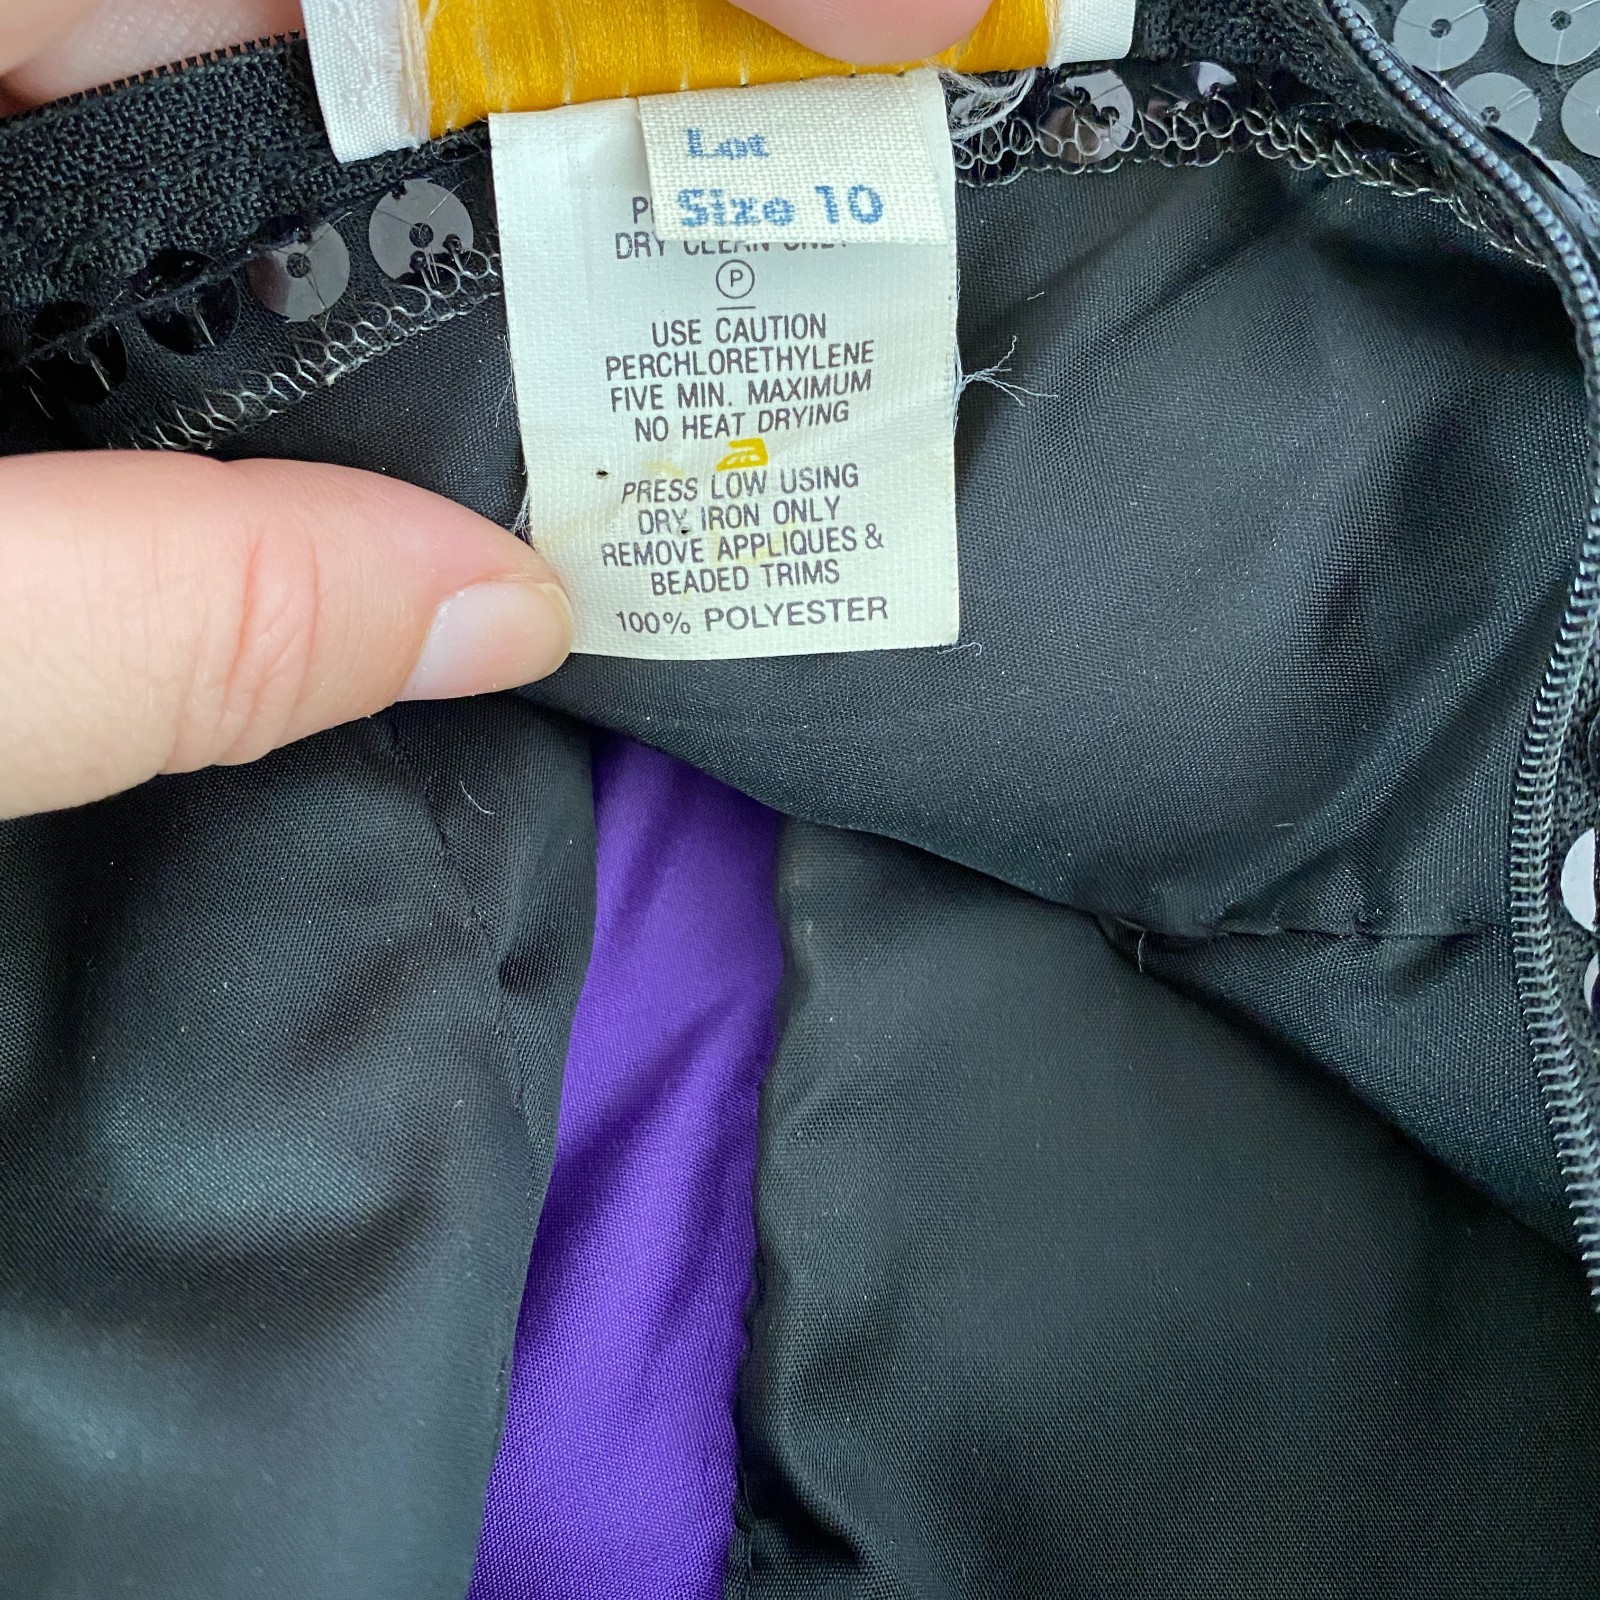 Lot
Size 10
DRY CLEAN ONLY
P
USE CAUTION
PERCHLORETHYLENE
FIVE MIN. MAXIMUM
NO HEAT DRYING
PRESS LOW USING
DRY IRON ONLY
REMOVE APPLIQUES &
BEADED TRIMS
100% POLYESTER